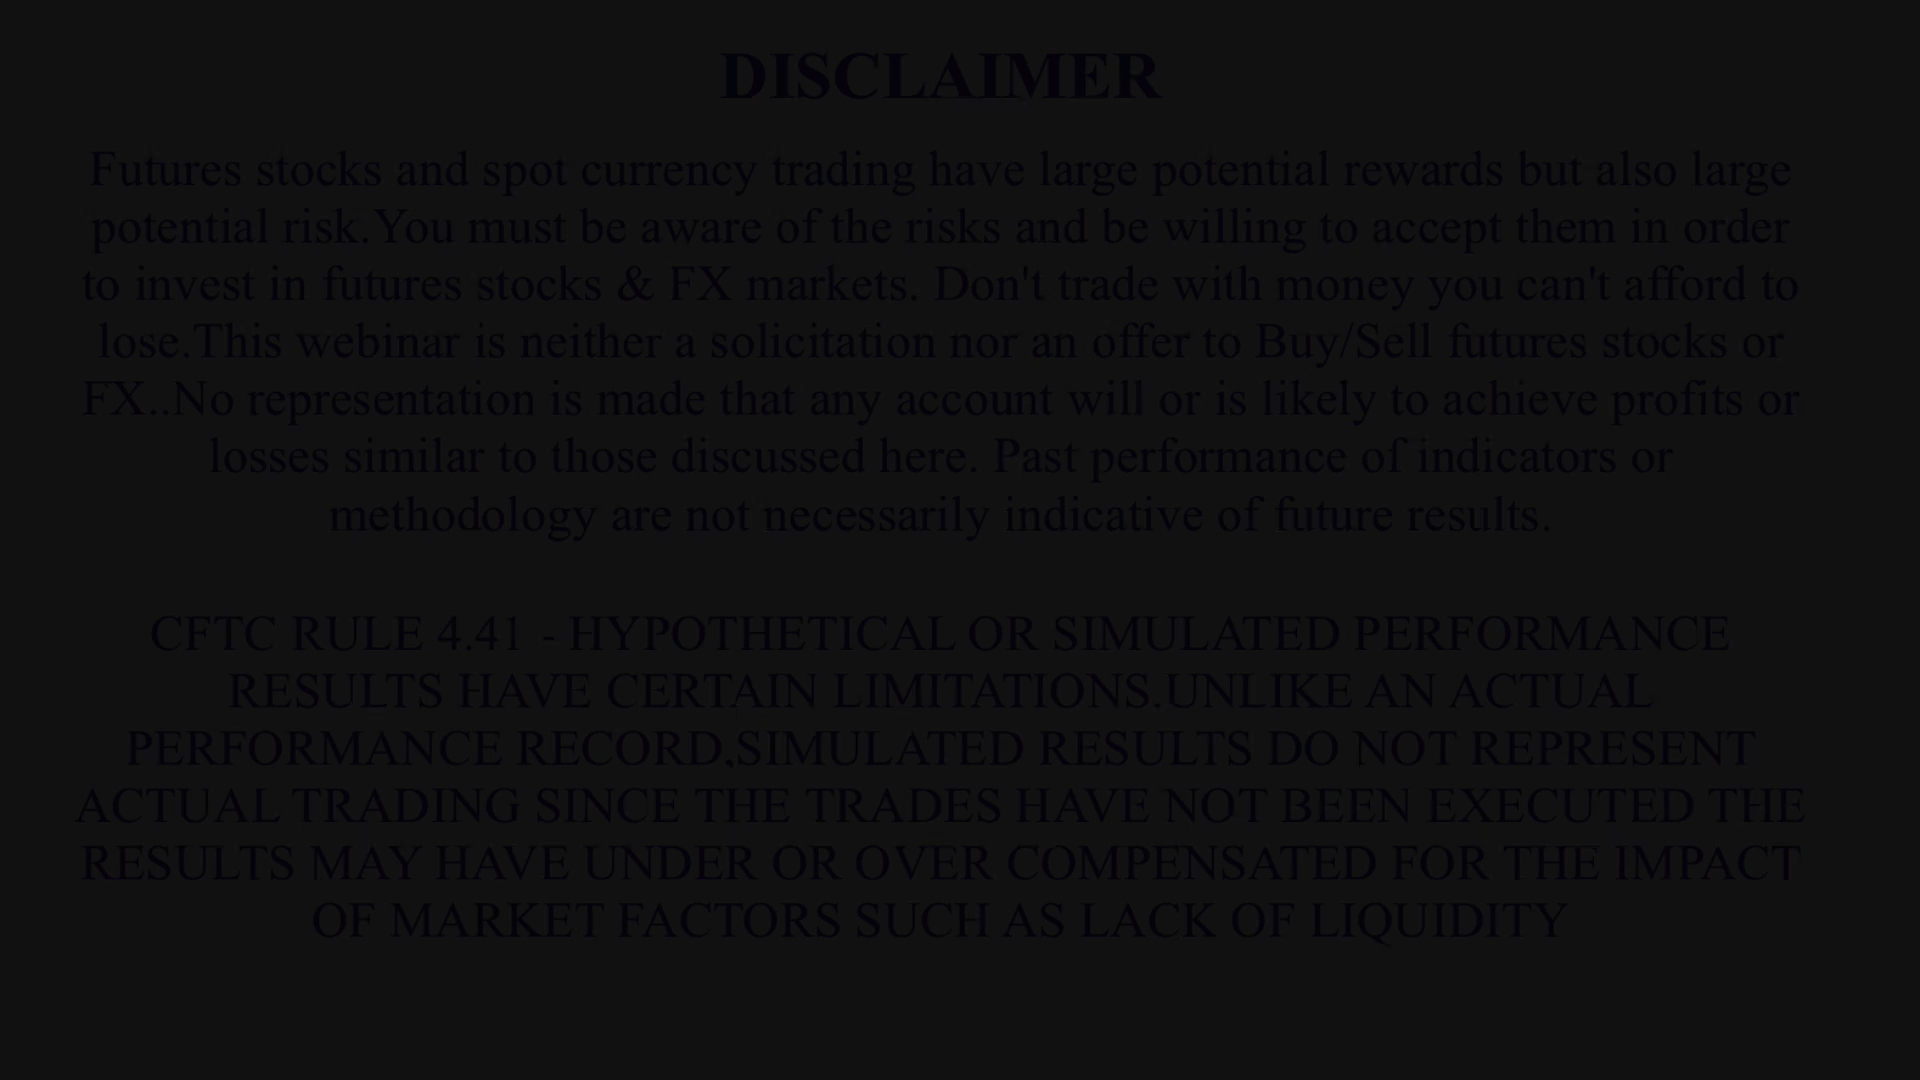 DISCLAIMER
Futures stocks and spot currency trading have large potential rewards but also large
potential risk.You must be aware of the risks and be willing to accept them in order
to invest in futures stocks & FX markets. Don't trade with money you can't afford to
lose.This webinar is neither a solicitation nor an offer to Buy/Sell futures stocks or
FX..No representation is made that any account will or is likely to achieve profits or
losses similar to those discussed here. Past performance of indicators or
methodology are not necessarily indicative of future results.
CFTC RULE 4.41 - HYPOTHETICAL OR SIMULATED PERFORMANCE
RESULTS HAVE CERTAIN LIMITATIONS.UNLIKE AN ACTUAL
PERFORMANCE RECORD,SIMULATED RESULTS DO NOT REPRESENT
ACTUAL TRADING SINCE THE TRADES HAVE NOT BEEN EXECUTED THE
RESULTS MAY HAVE UNDER OR OVER COMPENSATED FOR THE IMPACT
OF MARKET FACTORS SUCH AS LACK OF LIQUIDITY